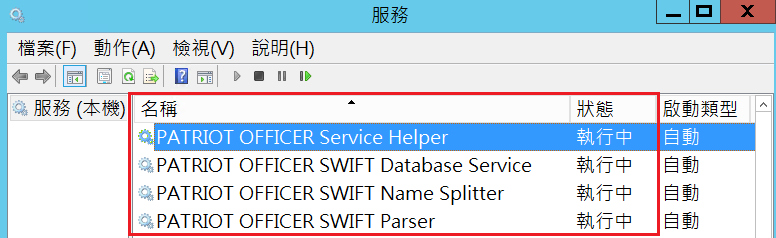 服務
檔案(F) 動作(A) 檢視(V) 說明(H)
服務 (本機)
名稱 狀態 啟動類型
PATRIOT OFFICER Service Helper 執行中 自動
PATRIOT OFFICER SWIFT Database Service 執行中 自動
PATRIOT OFFICER SWIFT Name Splitter 執行中 自動
PATRIOT OFFICER SWIFT Parser 執行中 自動